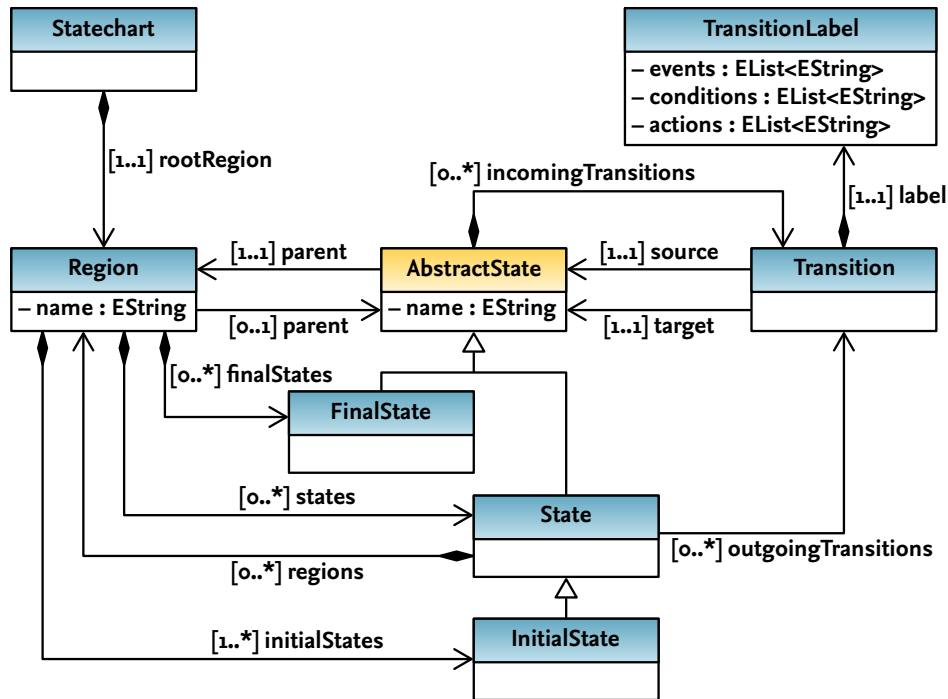 Statechart
TransitionLabel
– events : EList<EString>
– conditions : EList<EString>
– actions : EList<EString>
[1..1] rootRegion
[0..*] incomingTransitions
[1..1] label
Region
– name : EString
[1..1] parent
[0..1] parent
AbstractState
– name : EString
[1..1] source
[1..1] target
Transition
[0..*] finalStates
FinalState
[0..*] states
State
[0..*] outgoingTransitions
[0..*] regions
[1..*] initialStates
InitialState